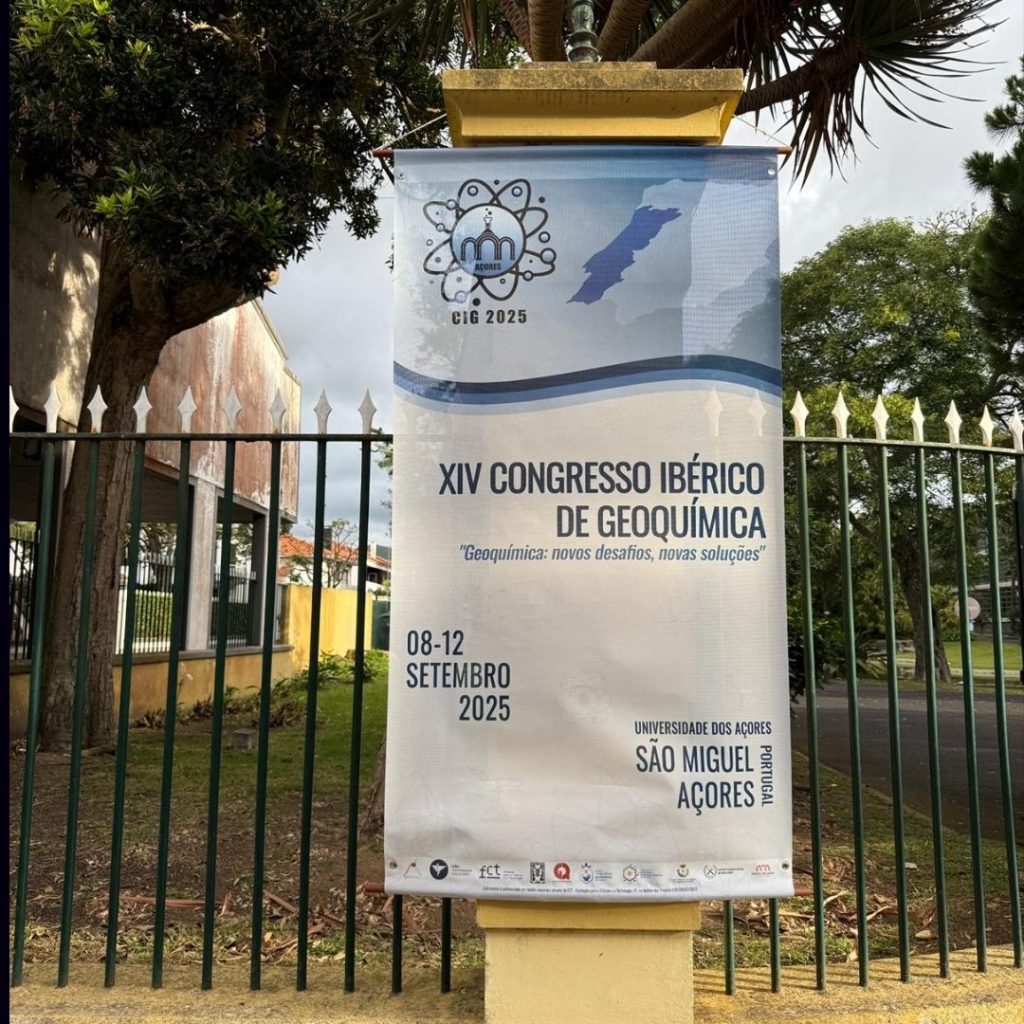 AÇORES
CIG 2025
XIV CONGRESSO IBÉRICO
DE GEOQUÍMICA
"Geoquímica: novos desafios, novas soluções"
08-12
SETEMBRO
2025
UNIVERSIDADE DOS AÇORES
SÃO MIGUEL
AÇORES
PORTUGAL
fct